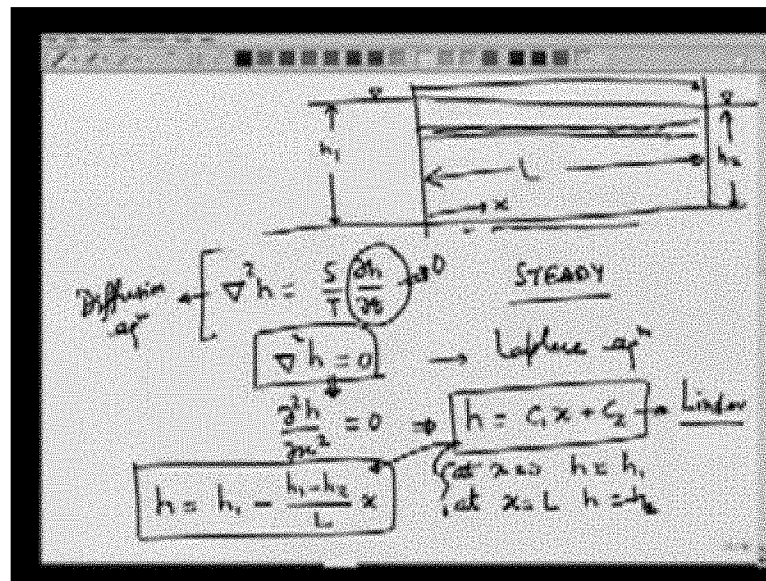 h₁
L
h₂
x
Diffusion eqⁿ ← [ ∇²h = S/T ∂h/∂t → 0
STEADY
∇²h = 0 → Laplace eqⁿ
∂²h/∂x² = 0 ⇒ h = C₁x + C₂ → Linear
at x=0 h = h₁
at x = L h = h₂
h = h₁ - (h₁-h₂)/L x